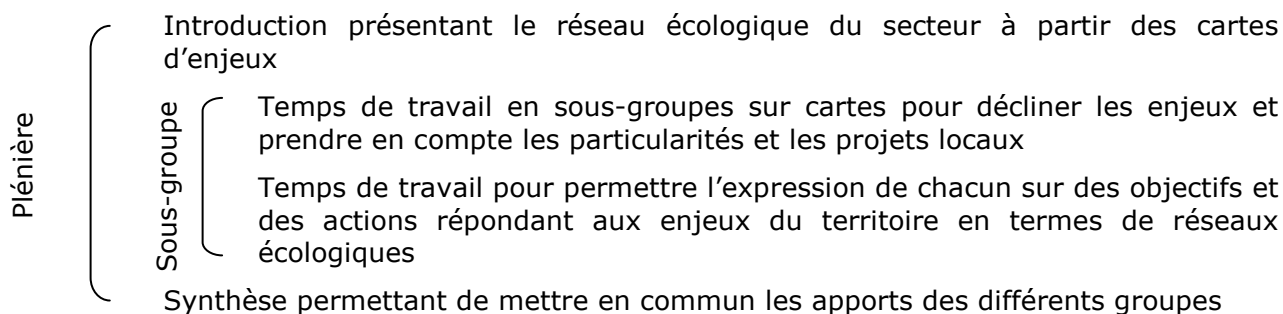 Plénière
Introduction présentant le réseau écologique du secteur à partir des cartes
d’enjeux
Sous-groupe
Temps de travail en sous-groupes sur cartes pour décliner les enjeux et
prendre en compte les particularités et les projets locaux
Temps de travail pour permettre l’expression de chacun sur des objectifs et
des actions répondant aux enjeux du territoire en termes de réseaux
écologiques
Synthèse permettant de mettre en commun les apports des différents groupes